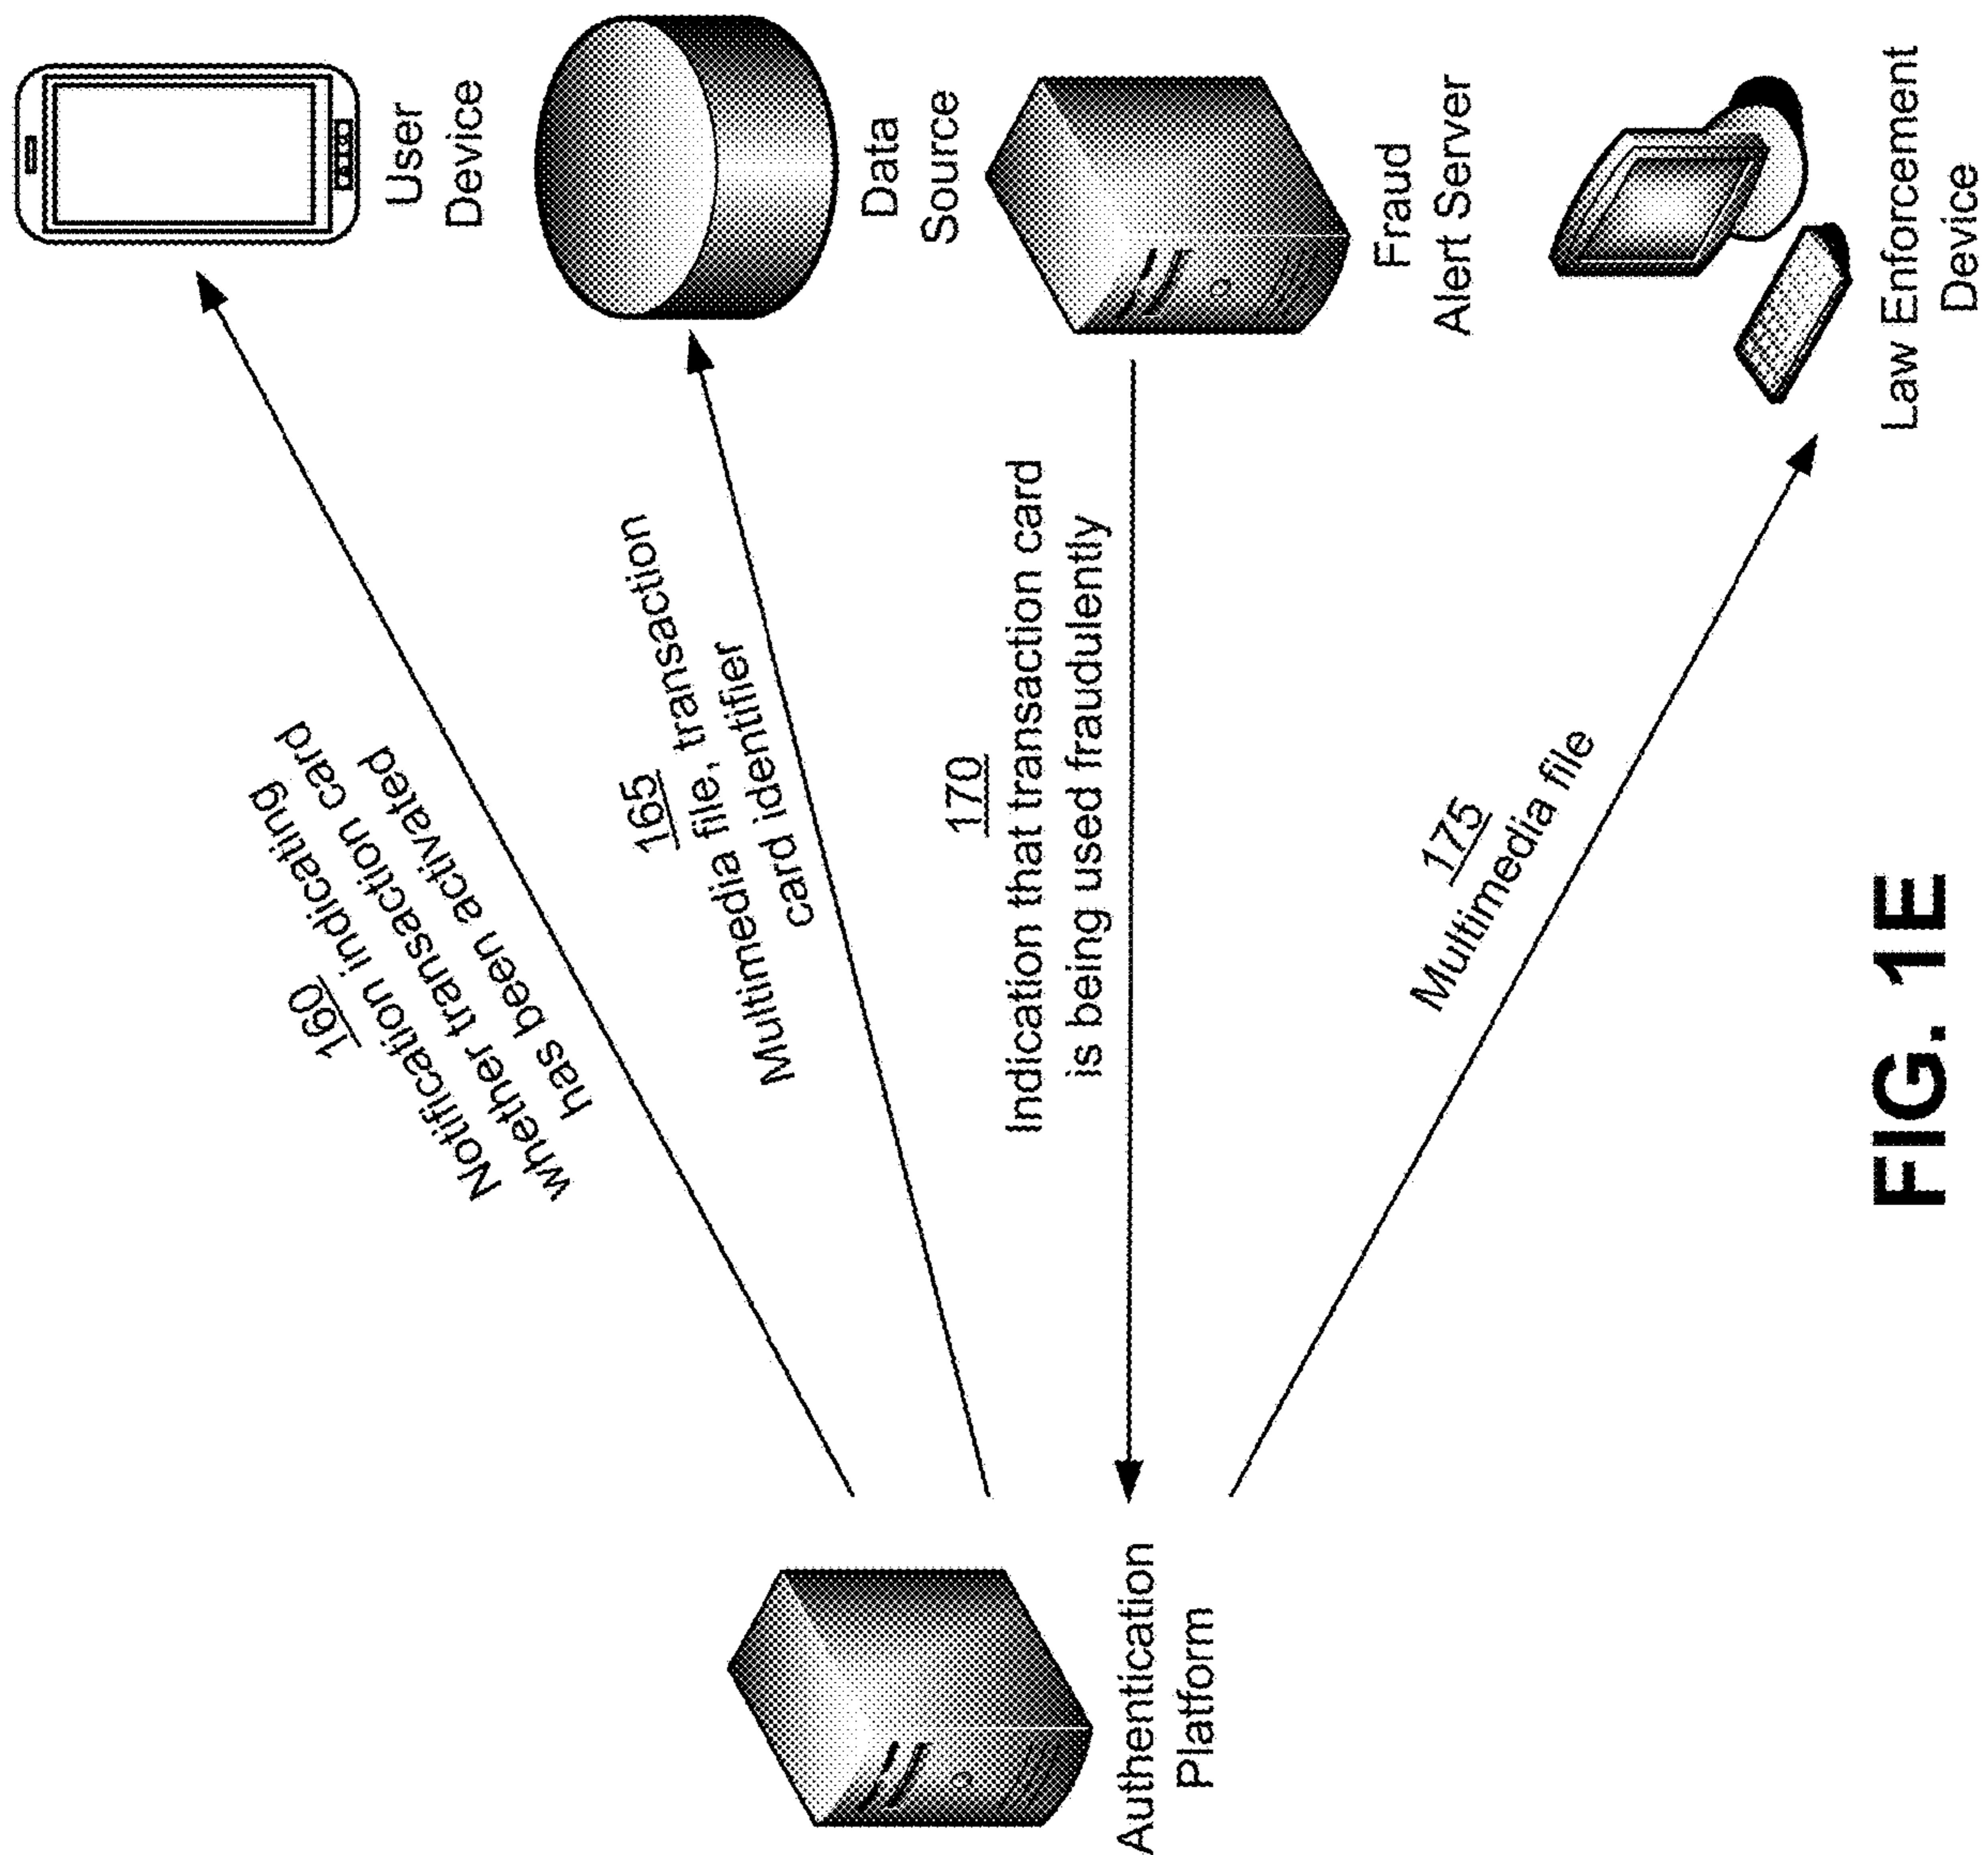 160
Notification indicating
whether transaction card
has been activated
User
Device
165
Multimedia file, transaction
card identifier
Data
Source
170
Indication that transaction card
is being used fraudulently
Fraud
Alert Server
Authentication
Platform
175
Multimedia file
Law Enforcement
Device
FIG. 1E